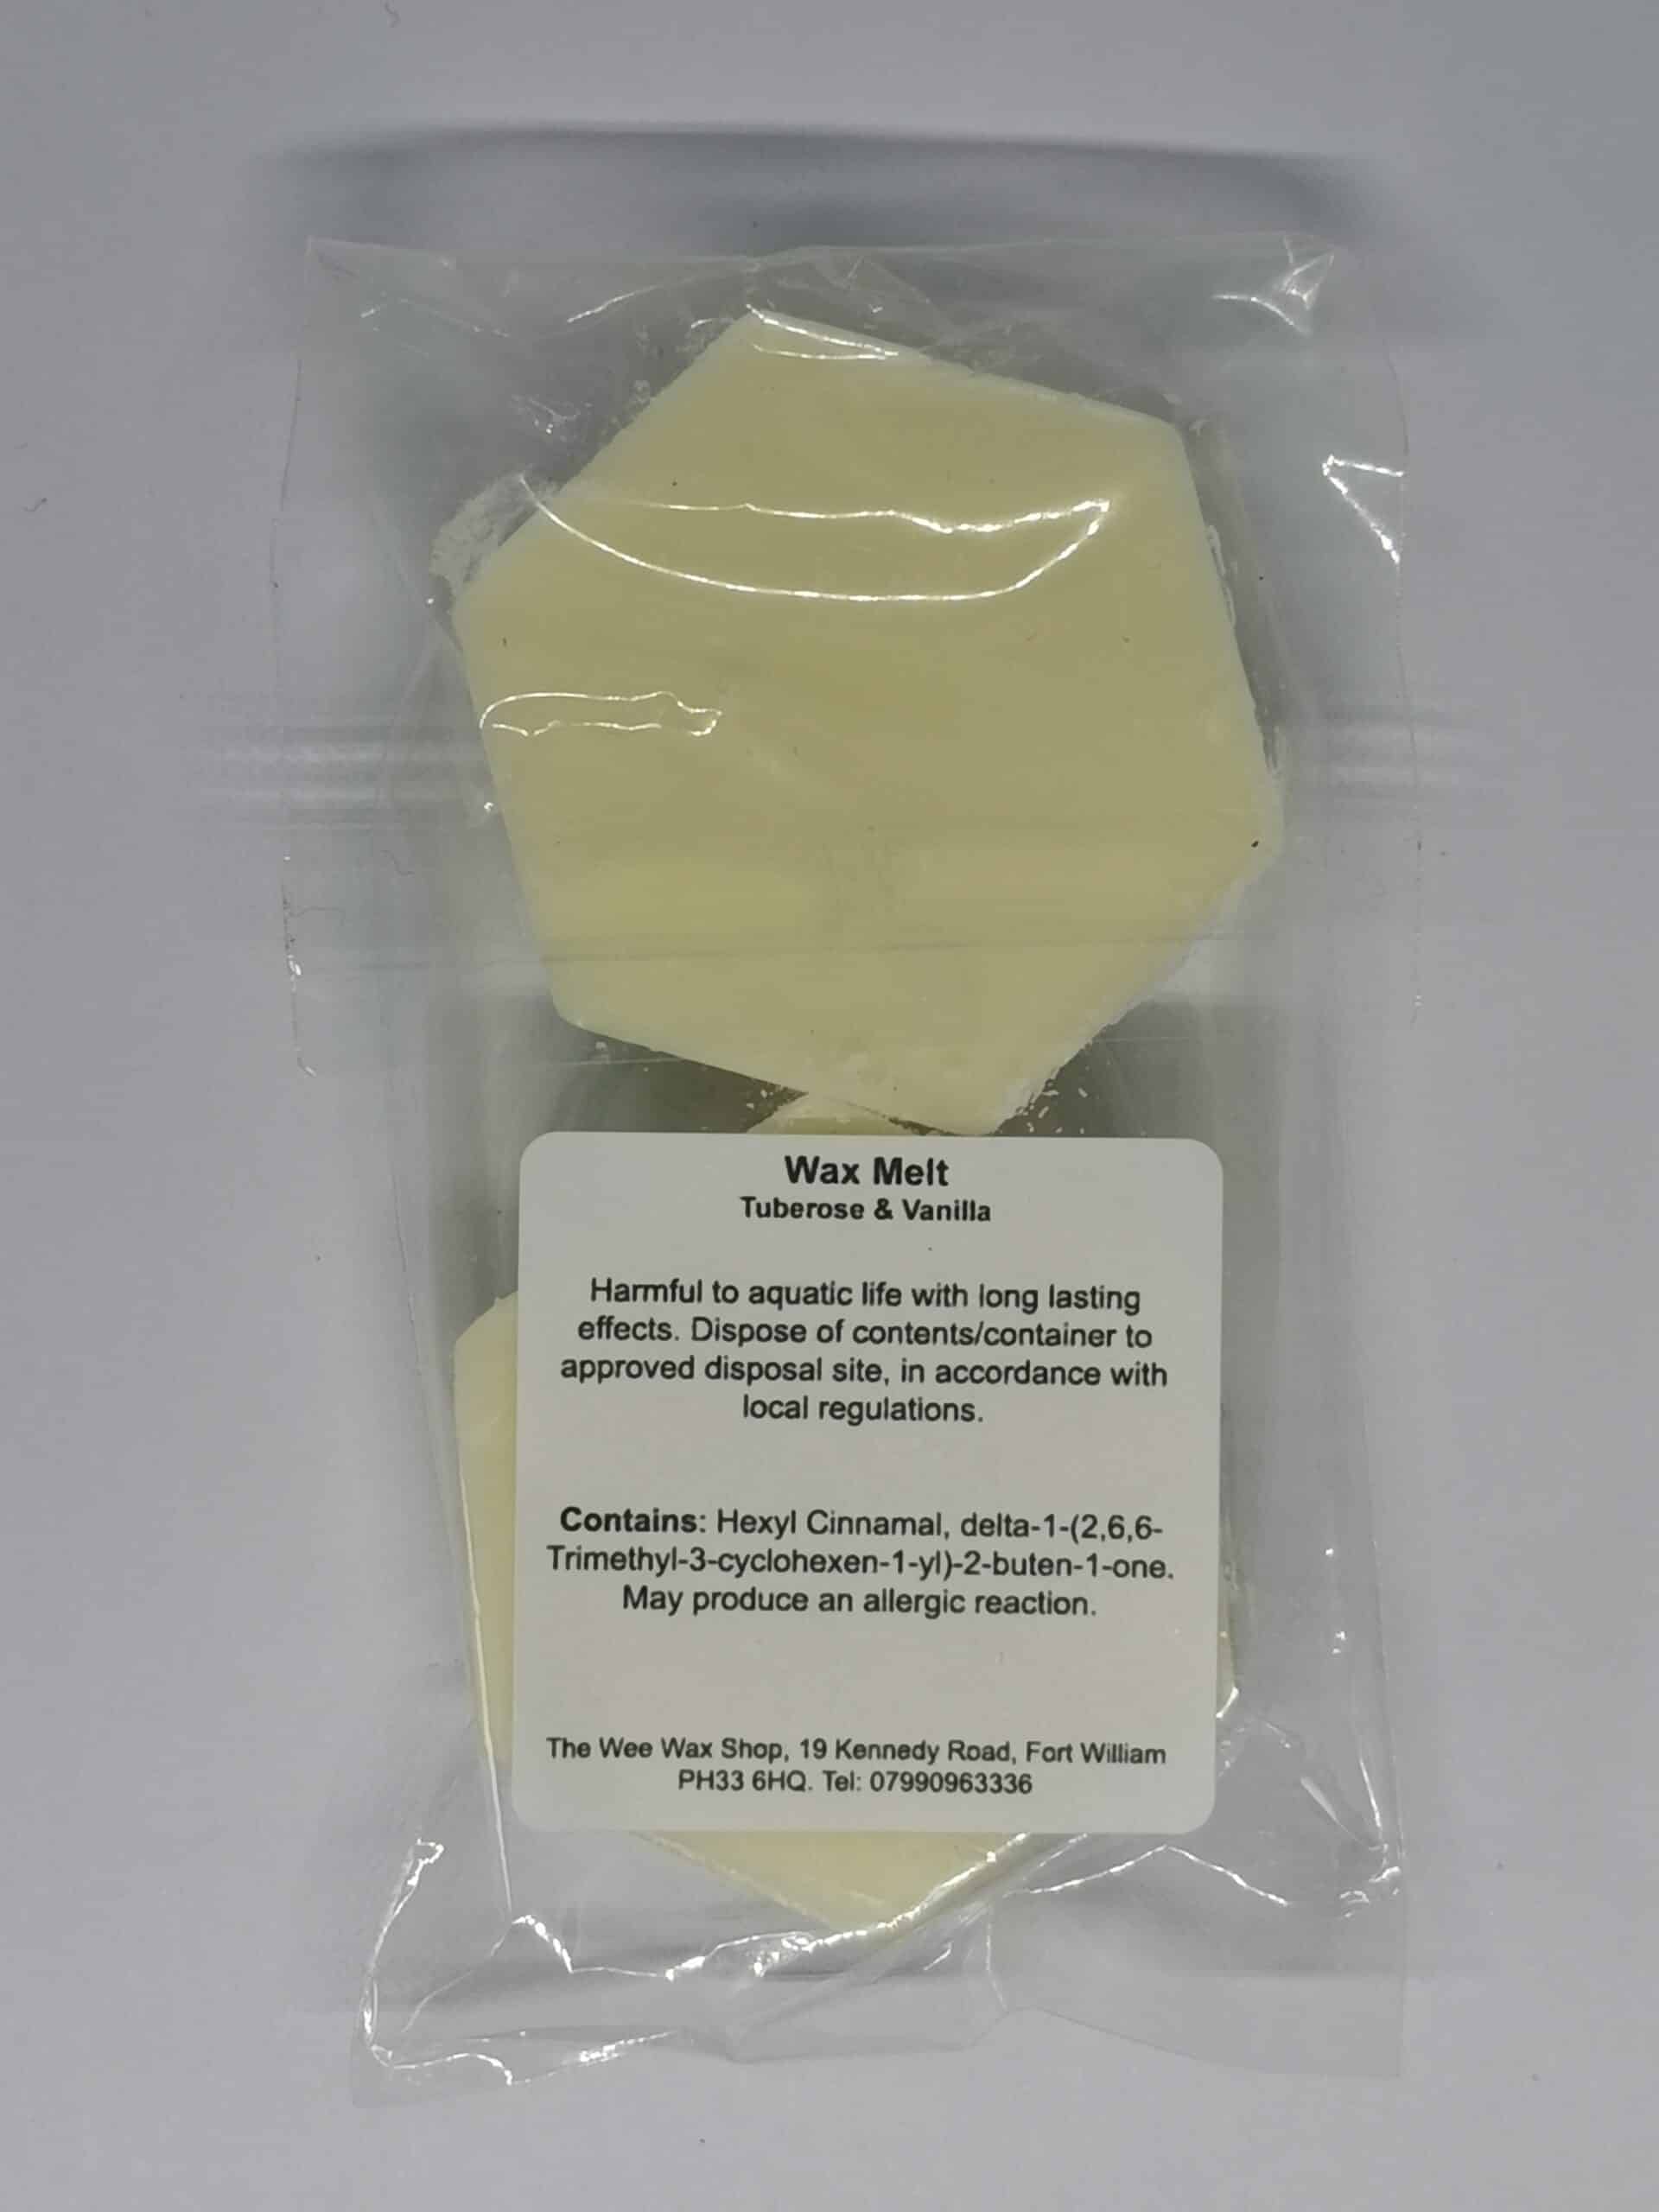 Wax Melt
Tuberose & Vanilla
Harmful to aquatic life with long lasting
effects. Dispose of contents/container to
approved disposal site, in accordance with
local regulations.
Contains: Hexyl Cinnamal, delta-1-(2,6,6-
Trimethyl-3-cyclohexen-1-yl)-2-buten-1-one.
May produce an allergic reaction.
The Wee Wax Shop, 19 Kennedy Road, Fort William
PH33 6HQ. Tel: 07990963336